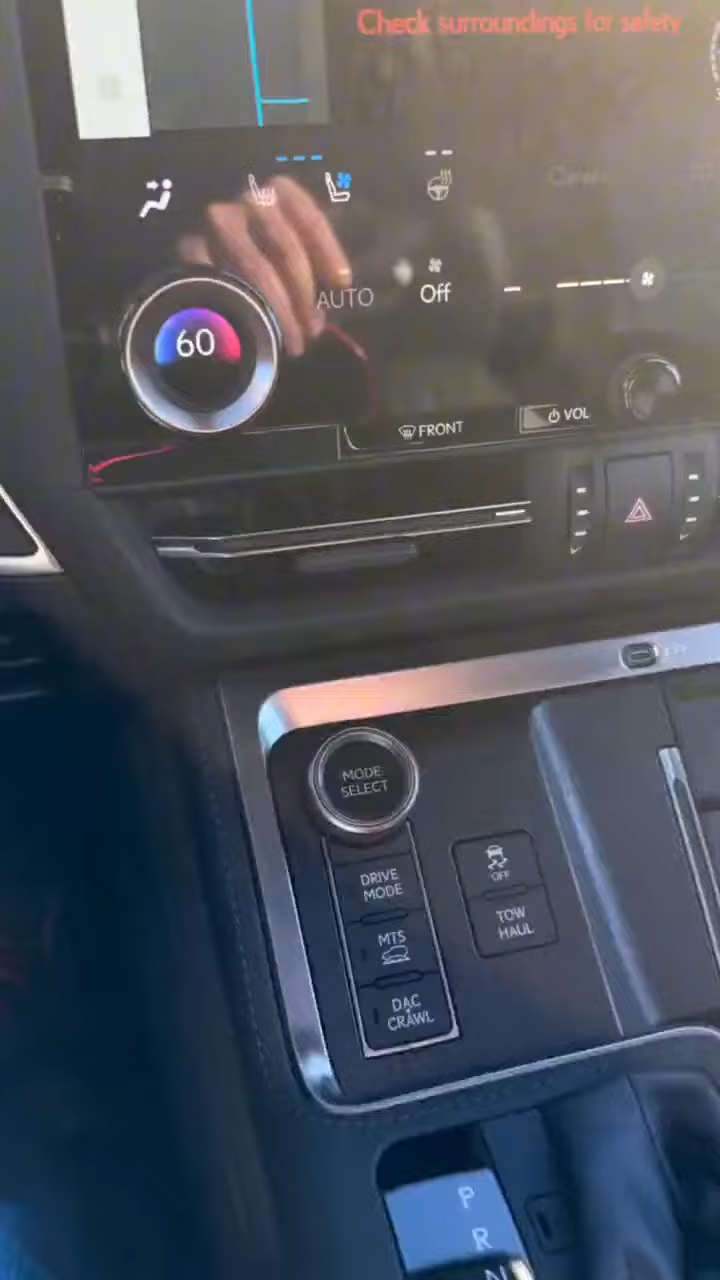 Check surroundings for safety
AUTO
Off
60
FRONT
VOL
MODE
SELECT
DRIVE
MODE
OFF
MTS
TOW
HAUL
DAC
CRAWL
P
R
N